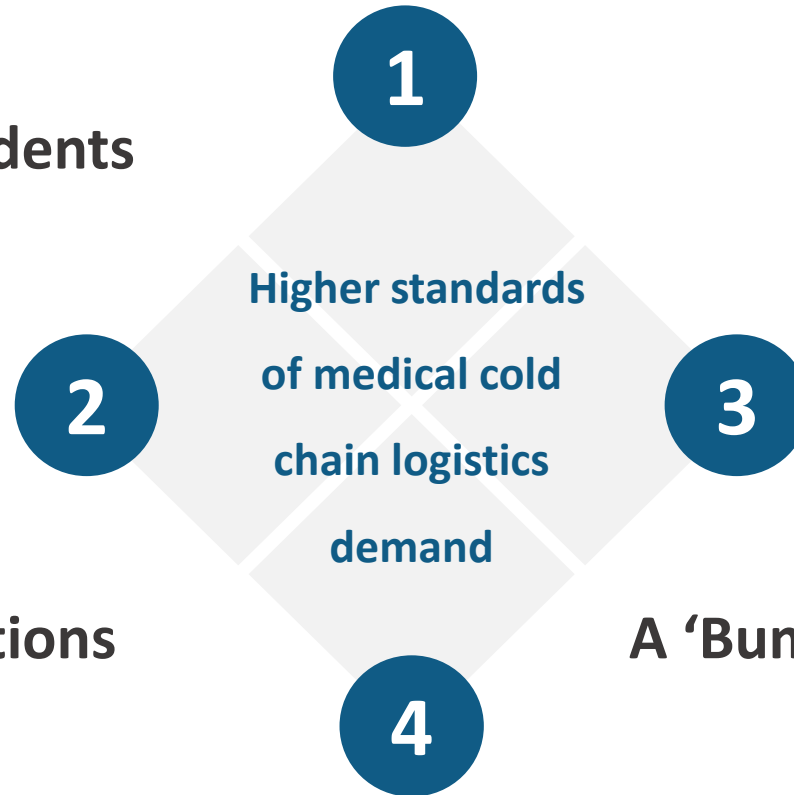 1
dents
Higher standards
of medical cold
2
3
chain logistics
demand
tions
A ‘Bun
4